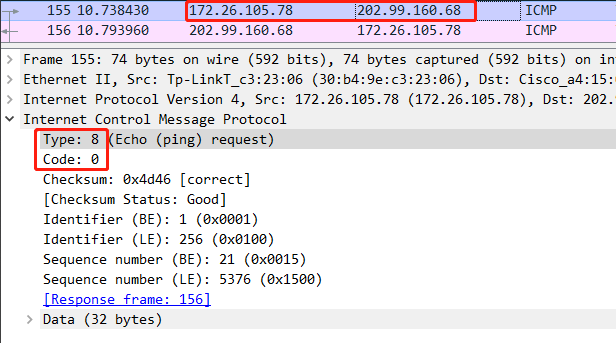 155 10.738430 172.26.105.78 202.99.160.68 ICMP
156 10.793960 202.99.160.68 172.26.105.78 ICMP
Frame 155: 74 bytes on wire (592 bits), 74 bytes captured (592 bits) on in
Ethernet II, Src: Tp-LinkT_c3:23:06 (30:b4:9e:c3:23:06), Dst: Cisco_a4:15:
Internet Protocol Version 4, Src: 172.26.105.78 (172.26.105.78), Dst: 202.
Internet Control Message Protocol
Type: 8 (Echo (ping) request)
Code: 0
Checksum: 0x4d46 [correct]
[Checksum Status: Good]
Identifier (BE): 1 (0x0001)
Identifier (LE): 256 (0x0100)
Sequence number (BE): 21 (0x0015)
Sequence number (LE): 5376 (0x1500)
[Response frame: 156]
Data (32 bytes)